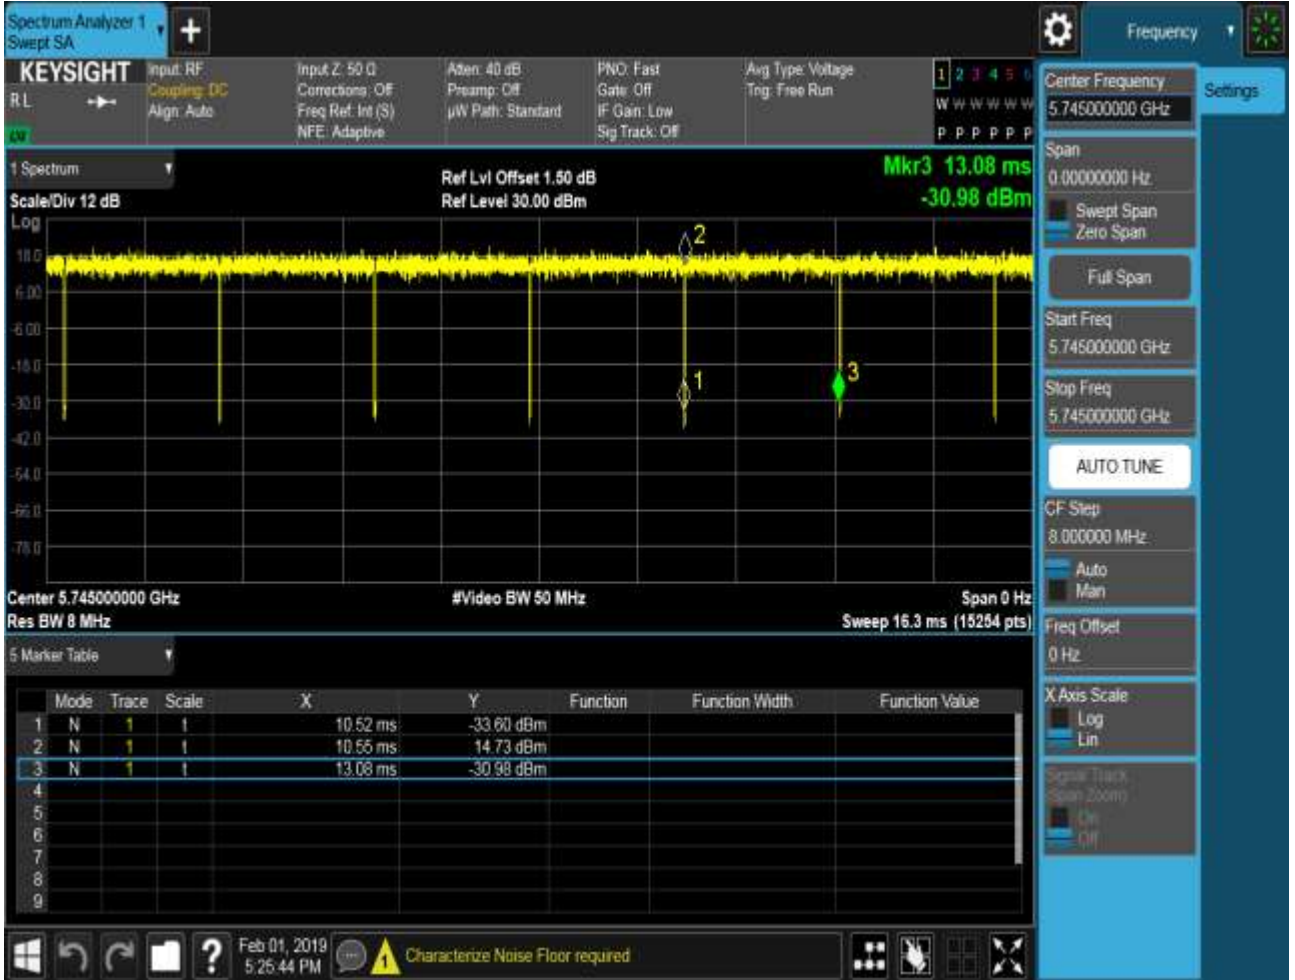 Spectrum Analyzer 1
Swept SA
+
Frequency
KEYSIGHT
RL
Input: RF
Coupling: DC
Align: Auto
Input Z: 50 Ω
Corrections: Off
Freq Ref: Int (S)
NFE: Adaptive
Atten: 40 dB
Preamp: Off
µW Path: Standard
PNO: Fast
Gate: Off
IF Gain: Low
Sig Track: Off
Avg Type: Voltage
Trig: Free Run
1 2 3 4 5 6
W W W W W W
P P P P P P
1 Spectrum
Scale/Div 12 dB
Ref Lvl Offset 1.50 dB
Ref Level 30.00 dBm
Mkr3 13.08 ms
-30.98 dBm
Log
18.0
6.00
-6.00
-18.0
-30.0
-42.0
-54.0
-66.0
-78.0
2
1
3
Center 5.745000000 GHz
Res BW 8 MHz
#Video BW 50 MHz
Span 0 Hz
Sweep 16.3 ms (15254 pts)
5 Marker Table
Mode Trace Scale X Y Function Function Width Function Value
1 N 1 t 10.52 ms -33.60 dBm
2 N 1 t 10.55 ms 14.73 dBm
3 N 1 t 13.08 ms -30.98 dBm
4
5
6
7
8
9
?
Feb 01, 2019
5:25:44 PM
1
Characterize Noise Floor required
Settings
Center Frequency
5.745000000 GHz
Span
0.00000000 Hz
Swept Span
Zero Span
Full Span
Start Freq
5.745000000 GHz
Stop Freq
5.745000000 GHz
AUTO TUNE
CF Step
8.000000 MHz
Auto
Man
Freq Offset
0 Hz
X Axis Scale
Log
Lin
Signal Track
(Span Zoom)
On
Off